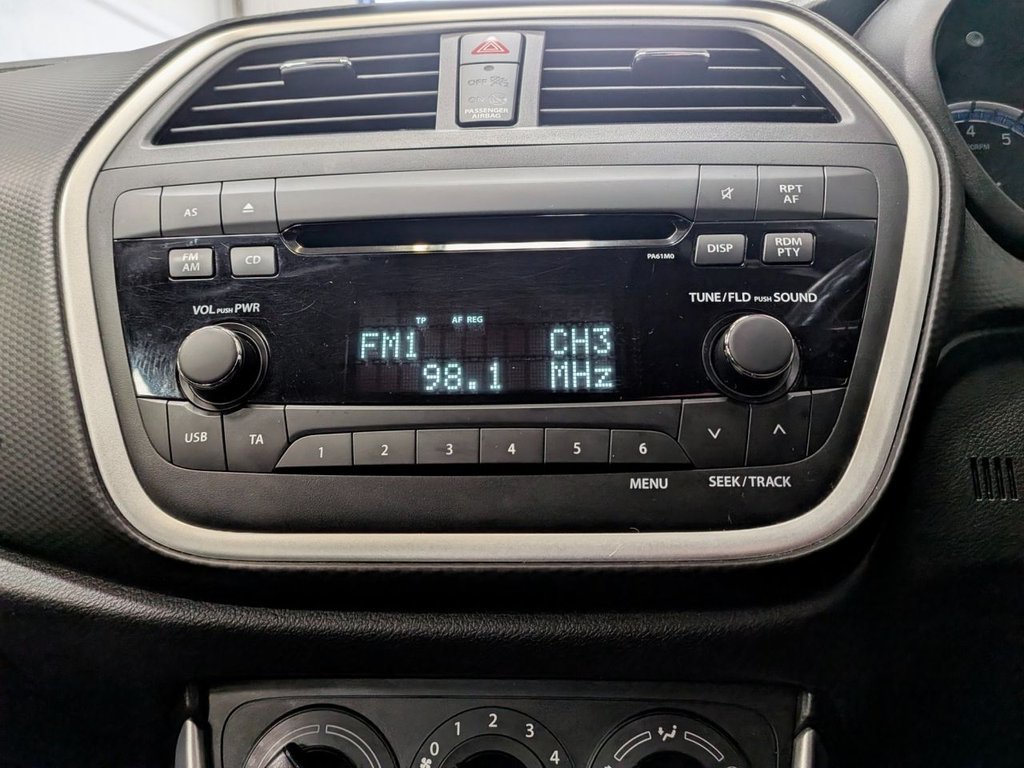 OFF
ON
PASSENGER
AIRBAG
4
5
AS
RPT
AF
FM
AM
CD
DISP
RDM
PTY
PA61M0
VOL PUSH PWR
TUNE/FLD PUSH SOUND
TP AF REG
FM1 CH3
98.1 MHz
USB
TA
1 2 3 4 5 6
MENU
SEEK/TRACK
0 1 2 3 4